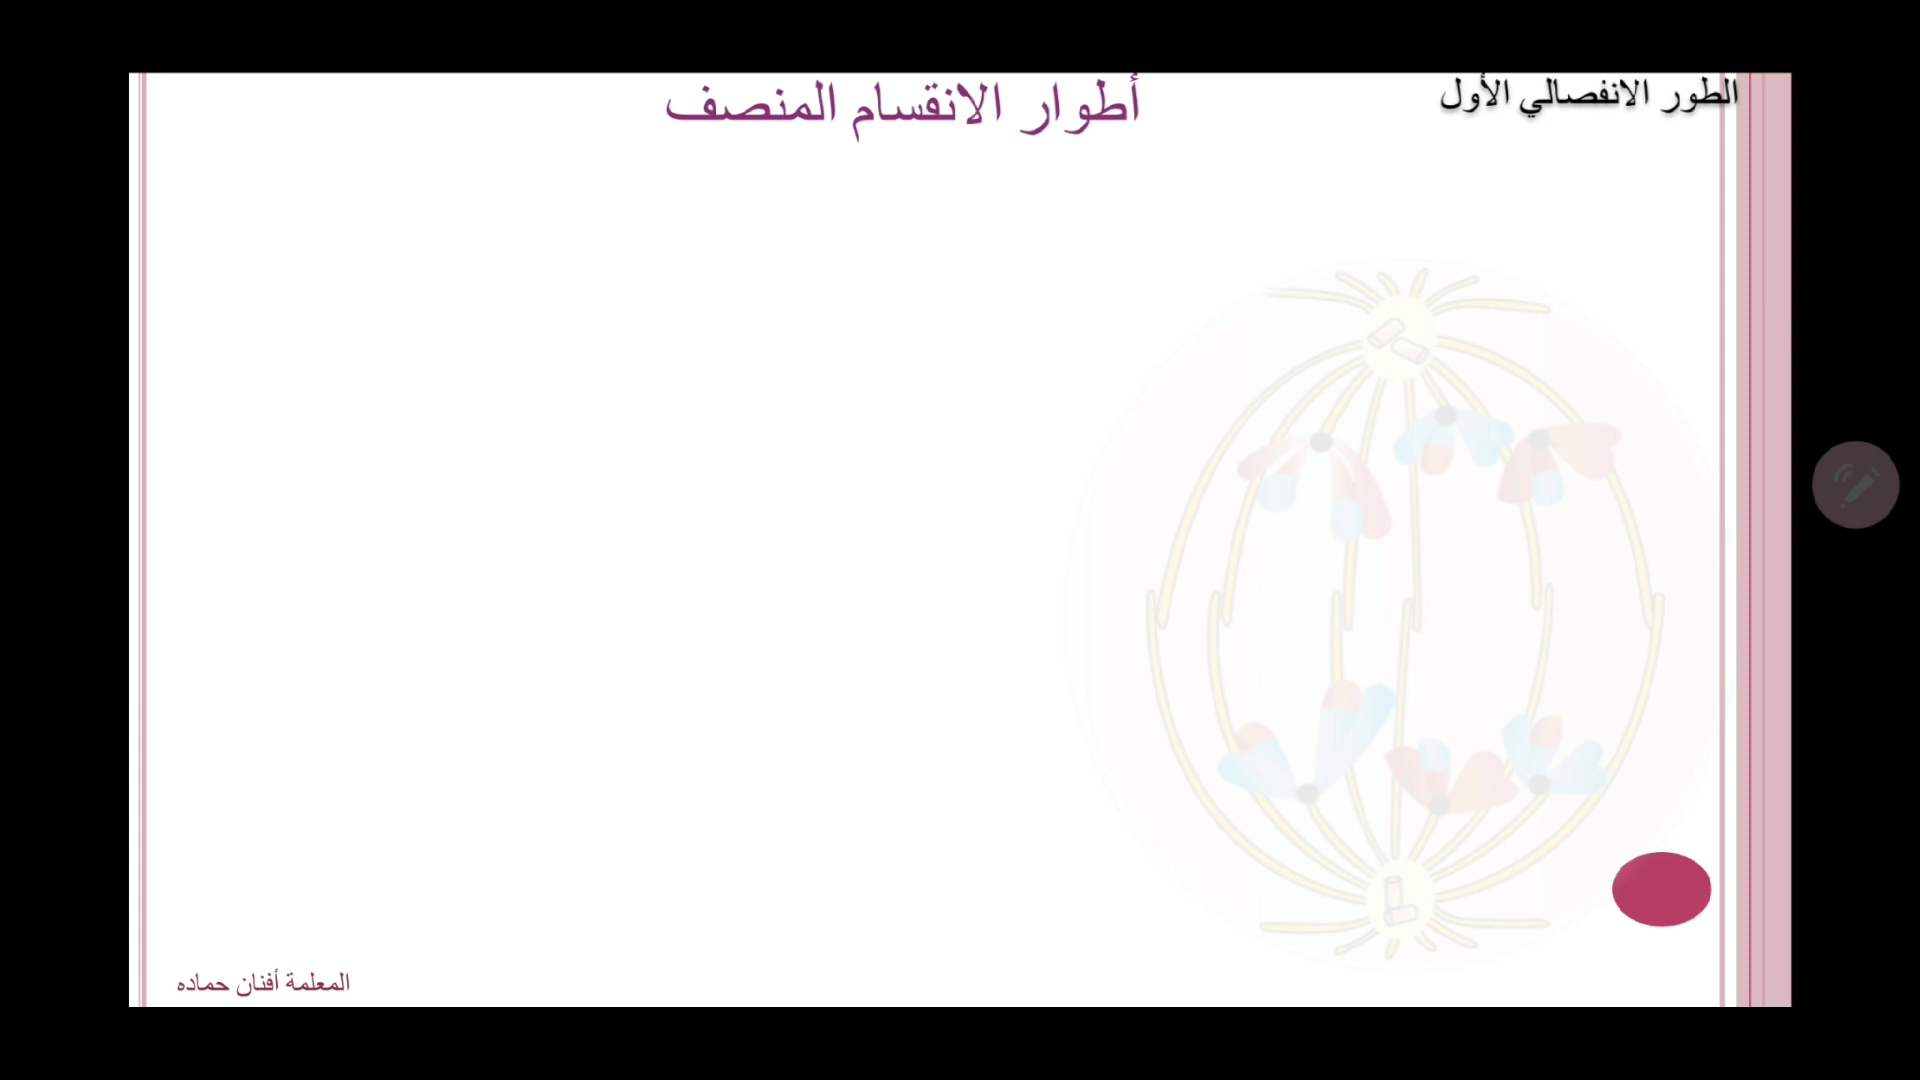 الطور الانفصالي الأول
أطوار الانقسام المنصف
المعلمة أفنان حماده